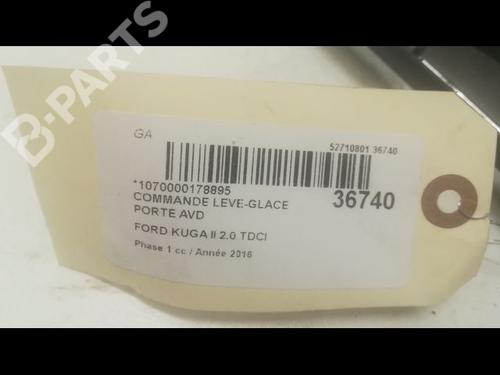 B-PARTS
GA
52710801 36740
*1070000178895
36740
COMMANDE LEVE-GLACE
PORTE AVD
FORD KUGA II 2.0 TDCI
Phase 1 cc / Année 2016